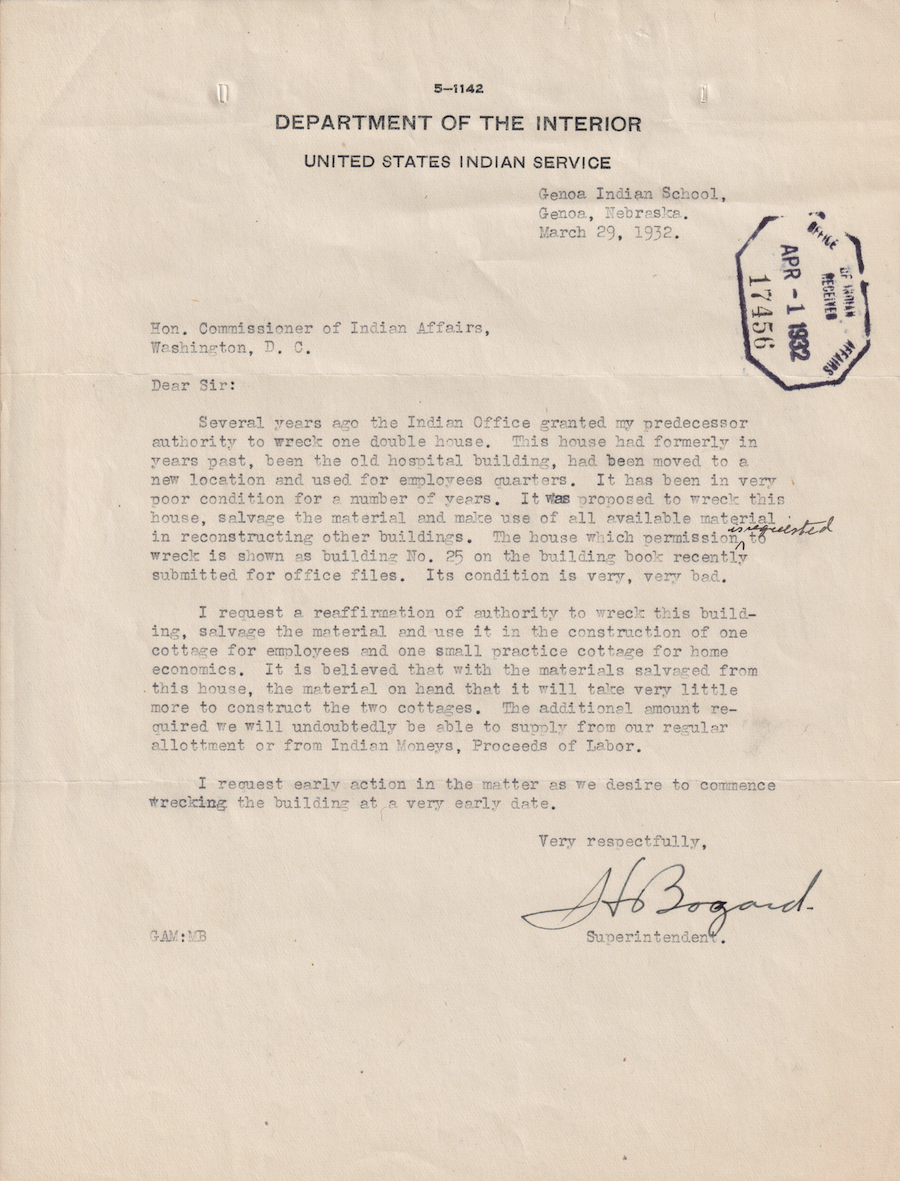 5—1142
DEPARTMENT OF THE INTERIOR
UNITED STATES INDIAN SERVICE
Genoa Indian School,
Genoa, Nebraska.
March 29, 1932.
OFFICE OF INDIAN AFFAIRS
RECEIVED
APR - 1 1932
17456
Hon. Commissioner of Indian Affairs,
Washington, D. C.
Dear Sir:
Several years ago the Indian Office granted my predecessor
authority to wreck one double house. This house had formerly in
years past, been the old hospital building, had been moved to a
new location and used for employees quarters. It has been in very
poor condition for a number of years. It was proposed to wreck this
house, salvage the material and make use of all available material
in reconstructing other buildings. The house which permission is requested to
wreck is shown as building No. 25 on the building book recently
submitted for office files. Its condition is very, very bad.
I request a reaffirmation of authority to wreck this build-
ing, salvage the material and use it in the construction of one
cottage for employees and one small practice cottage for home
economics. It is believed that with the materials salvaged from
this house, the material on hand that it will take very little
more to construct the two cottages. The additional amount re-
quired we will undoubtedly be able to supply from our regular
allottment or from Indian Moneys, Proceeds of Labor.
I request early action in the matter as we desire to commence
wrecking the building at a very early date.
Very respectfully,
Bogard.
GAM:MB
Superintendent.